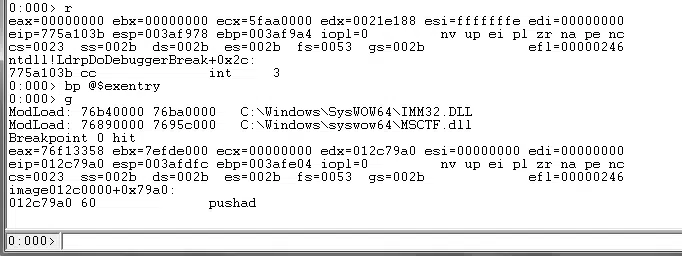 0:000> r
eax=00000000 ebx=00000000 ecx=5faa0000 edx=0021e188 esi=fffffffe edi=00000000
eip=775a103b esp=003af978 ebp=003af9a4 iopl=0         nv up ei pl zr na pe nc
cs=0023  ss=002b  ds=002b  es=002b  fs=0053  gs=002b             efl=00000246
ntdll!LdrpDoDebuggerBreak+0x2c:
775a103b cc              int     3
0:000> bp @$exentry
0:000> g
ModLoad: 76b40000 76ba0000   C:\Windows\SysWOW64\IMM32.DLL
ModLoad: 76890000 7695c000   C:\Windows\syswow64\MSCTF.dll
Breakpoint 0 hit
eax=76f13358 ebx=7efde000 ecx=00000000 edx=012c79a0 esi=00000000 edi=00000000
eip=012c79a0 esp=003afdfc ebp=003afe04 iopl=0         nv up ei pl zr na pe nc
cs=0023  ss=002b  ds=002b  es=002b  fs=0053  gs=002b             efl=00000246
image012c0000+0x79a0:
012c79a0 60              pushad
0:000>